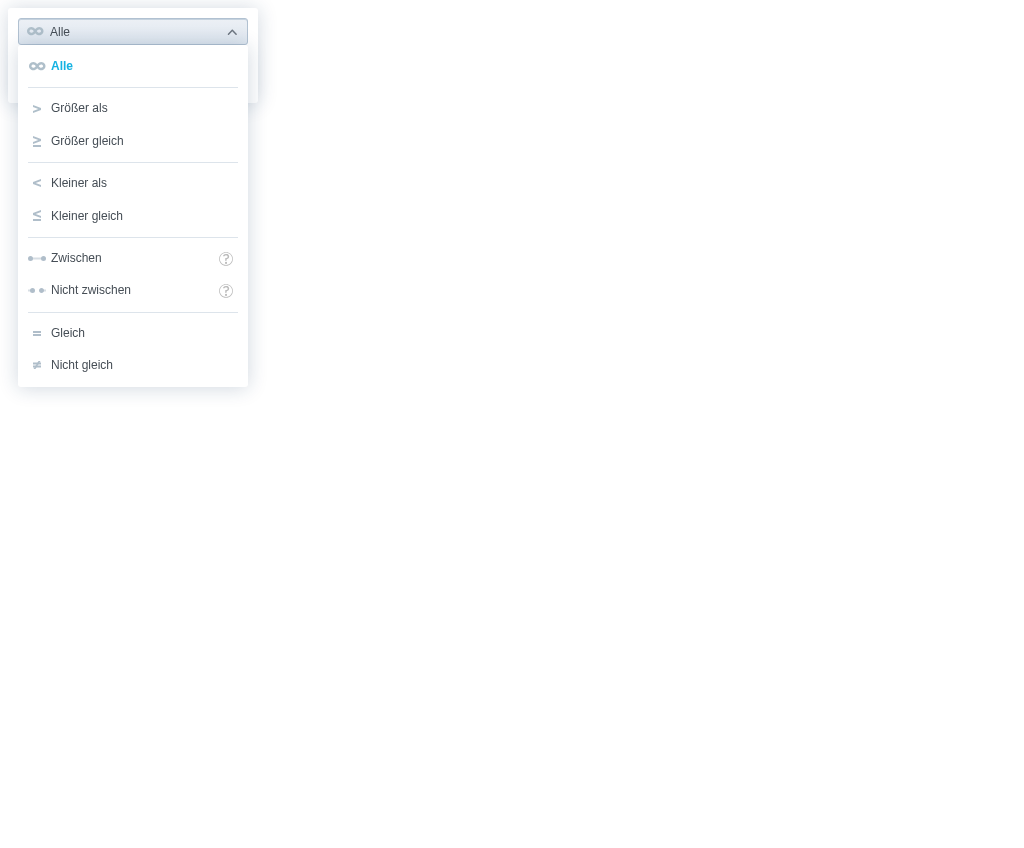 Alle
Alle
Größer als
Größer gleich
Kleiner als
Kleiner gleich
Zwischen
Nicht zwischen
Gleich
Nicht gleich